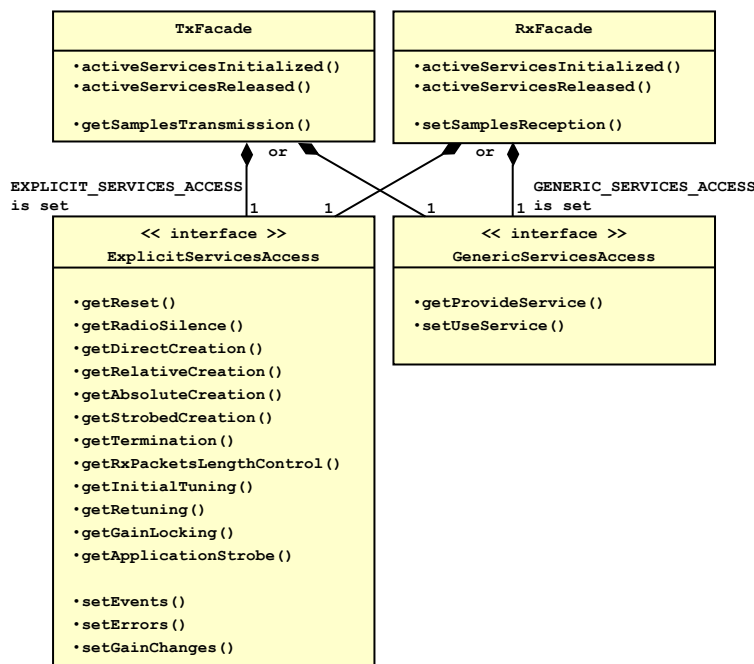 TxFacade
•activeServicesInitialized()
•activeServicesReleased()
•getSamplesTransmission()
RxFacade
•activeServicesInitialized()
•activeServicesReleased()
•setSamplesReception()
or
or
EXPLICIT_SERVICES_ACCESS
is set
GENERIC_SERVICES_ACCESS
is set
1
1
1
1
<< interface >>
ExplicitServicesAccess
•getReset()
•getRadioSilence()
•getDirectCreation()
•getRelativeCreation()
•getAbsoluteCreation()
•getStrobedCreation()
•getTermination()
•getRxPacketsLengthControl()
•getInitialTuning()
•getRetuning()
•getGainLocking()
•getApplicationStrobe()
•setEvents()
•setErrors()
•setGainChanges()
<< interface >>
GenericServicesAccess
•getProvideService()
•setUseService()